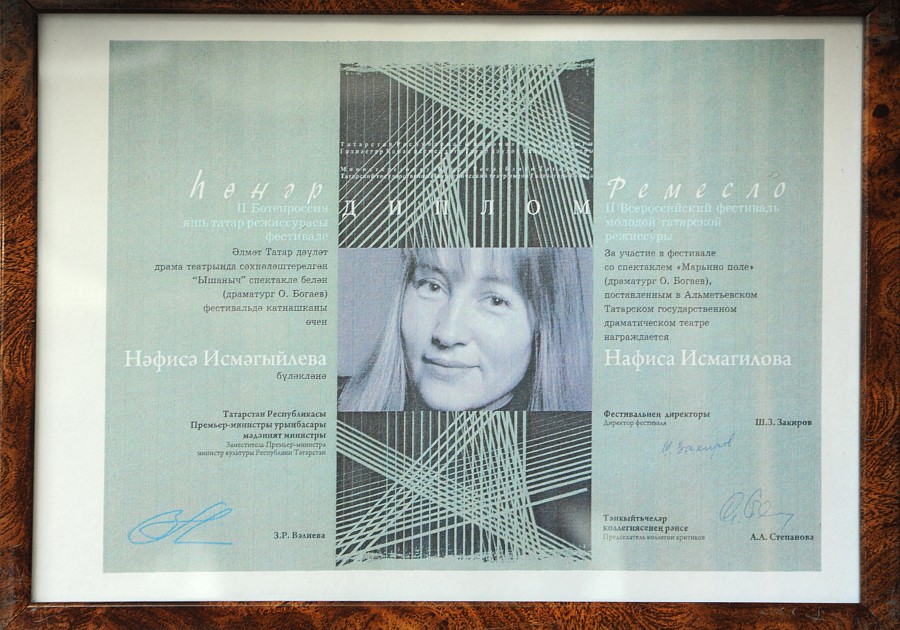 Һөнәр
II Бөтенроссия
яшь татар режиссурасы
фестивале
Әлмәт Татар дәүләт
драма театрында сәхнәләштерелгән
“Ышаныч” спектакле белән
(драматург О. Богаев)
фестивальдә катнашканы
өчен
Нәфисә Исмәгыйлева
бүләкләнә
Татарстан Республикасы
Премьер-министры урынбасары
мәдәният министры
Заместитель Премьер-министра
министр культуры Республики Татарстан
З.Р. Вәлиева
ДИПЛОМ
Ремесло
II Всероссийский фестиваль
молодой татарской
режиссуры
За участие в фестивале
со спектаклем «Марьино поле»
(драматург О. Богаев),
поставленным в Альметьевском
Татарском государственном
драматическом театре
награждается
Нафиса Исмагилова
Фестивальнең директоры
Директор фестиваля
Ш.З. Закиров
Тәнкыйтьчеләр
коллегиясенең рәисе
Председатель коллегии критиков
А.А. Степанова